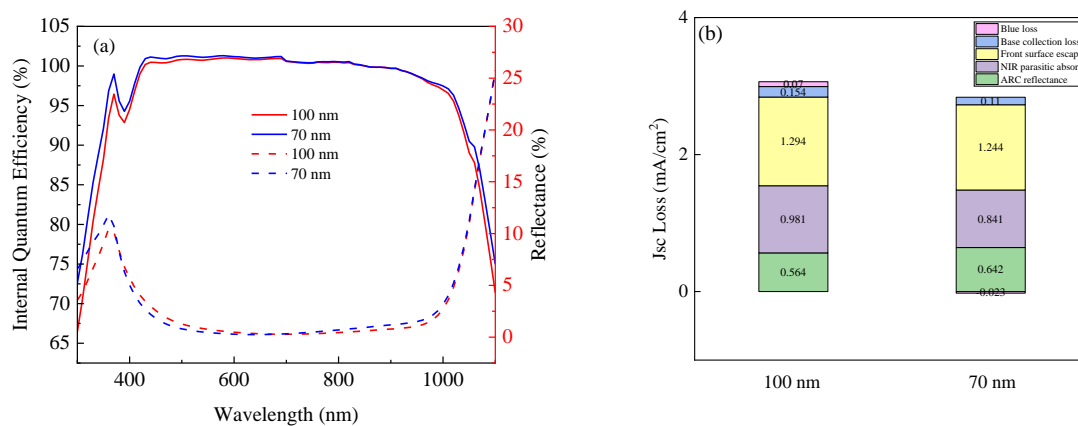 (a)
105
100
95
90
85
80
75
70
65
Internal Quantum Efficiency (%)
400
600
800
1000
Wavelength (nm)
30
25
20
15
10
5
0
Reflectance (%)
100 nm
70 nm
100 nm
70 nm
(b)
4
2
0
Jsc Loss (mA/cm²)
Blue loss
Base collection loss
Front surface escap
NIR parasitic absor
ARC reflectance
0.07
0.154
1.294
0.981
0.564
0.11
1.244
0.841
0.642
-0.023
100 nm
70 nm